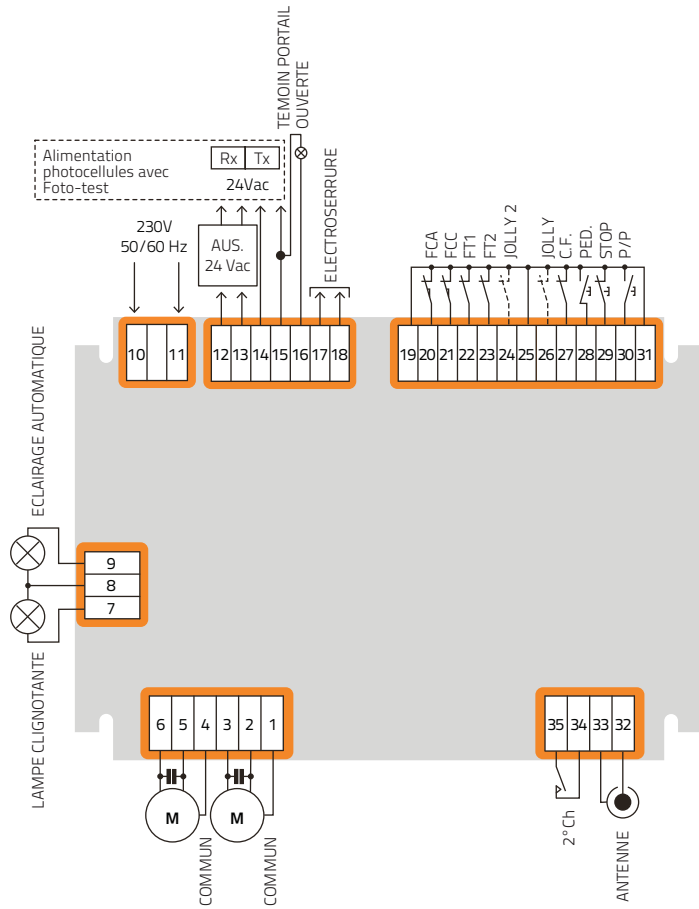 TEMOIN PORTAIL
OUVERTE
Alimentation
photocellules avec
Foto-test
Rx Tx
24Vac
230V
50/60 Hz
AUS.
24 Vac
ELECTROSERRURE
FCA
FCC
FT1
FT2
JOLLY 2
JOLLY
C.F.
PED.
STOP
P/P
10 11
12 13 14 15 16 17 18
19 20 21 22 23 24 25 26 27 28 29 30 31
ECLAIRAGE AUTOMATIQUE
9
8
7
LAMPE CLIGNOTANTE
6 5 4 3 2 1
M
M
COMMUN
COMMUN
35 34 33 32
2°Ch
ANTENNE